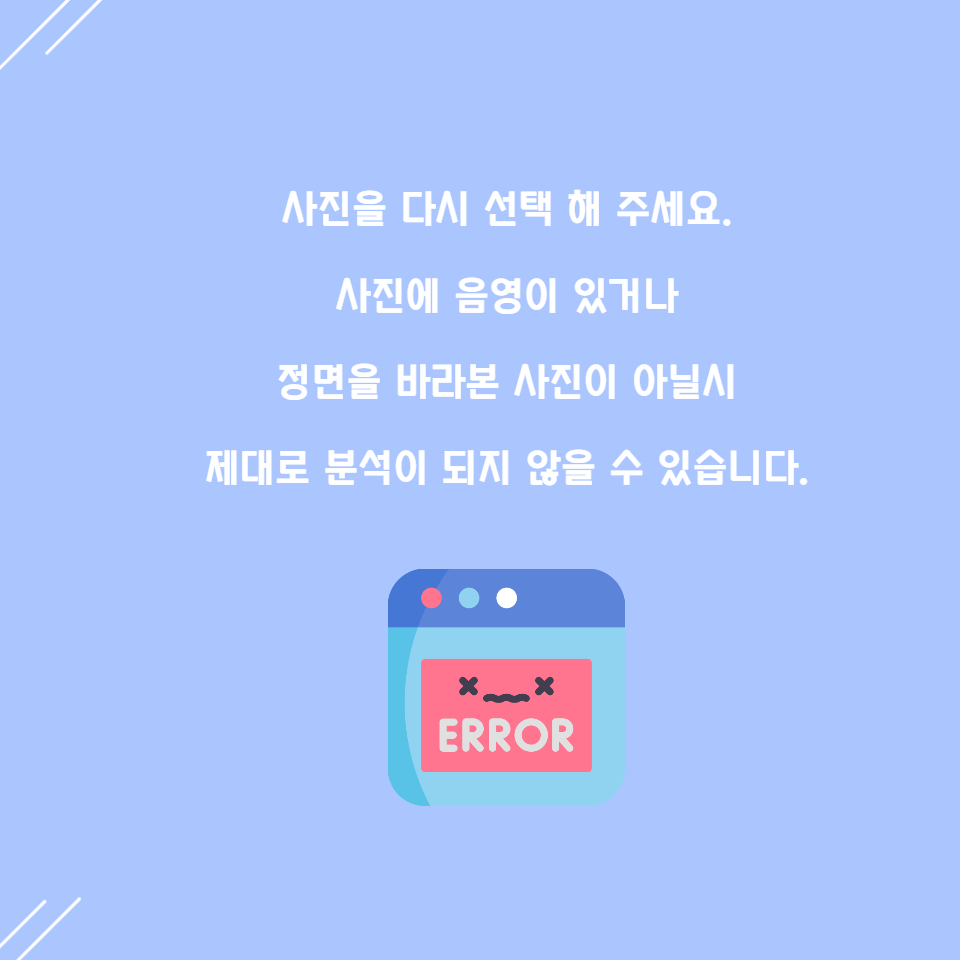 사진을 다시 선택 해 주세요.
사진에 음영이 있거나
정면을 바라본 사진이 아닐시
제대로 분석이 되지 않을 수 있습니다.
ERROR